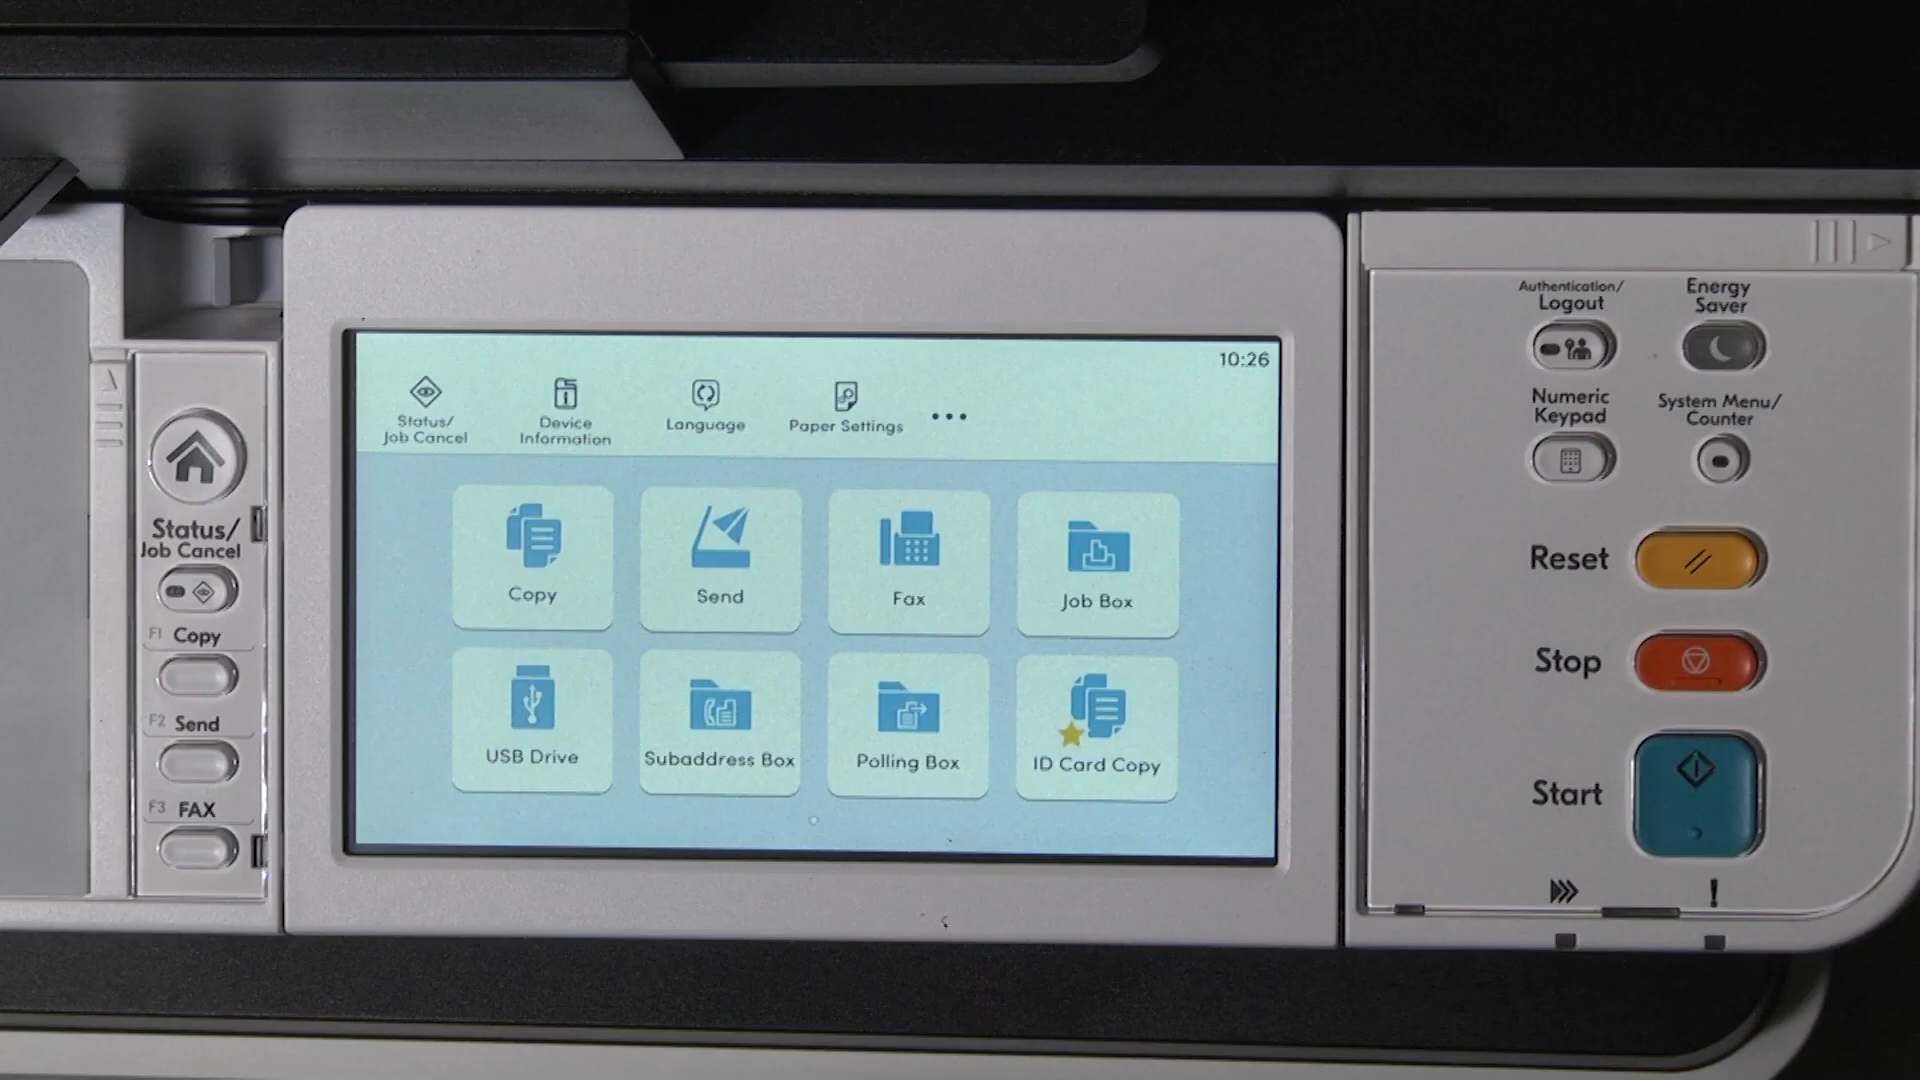 10:26
Status/
Job Cancel
Device
Information
Language
Paper Settings
Copy
Send
Fax
Job Box
USB Drive
Subaddress Box
Polling Box
ID Card Copy
Status/
Job Cancel
F1 Copy
F2 Send
F3 FAX
Authentication/
Logout
Energy
Saver
Numeric
Keypad
System Menu/
Counter
Reset
Stop
Start